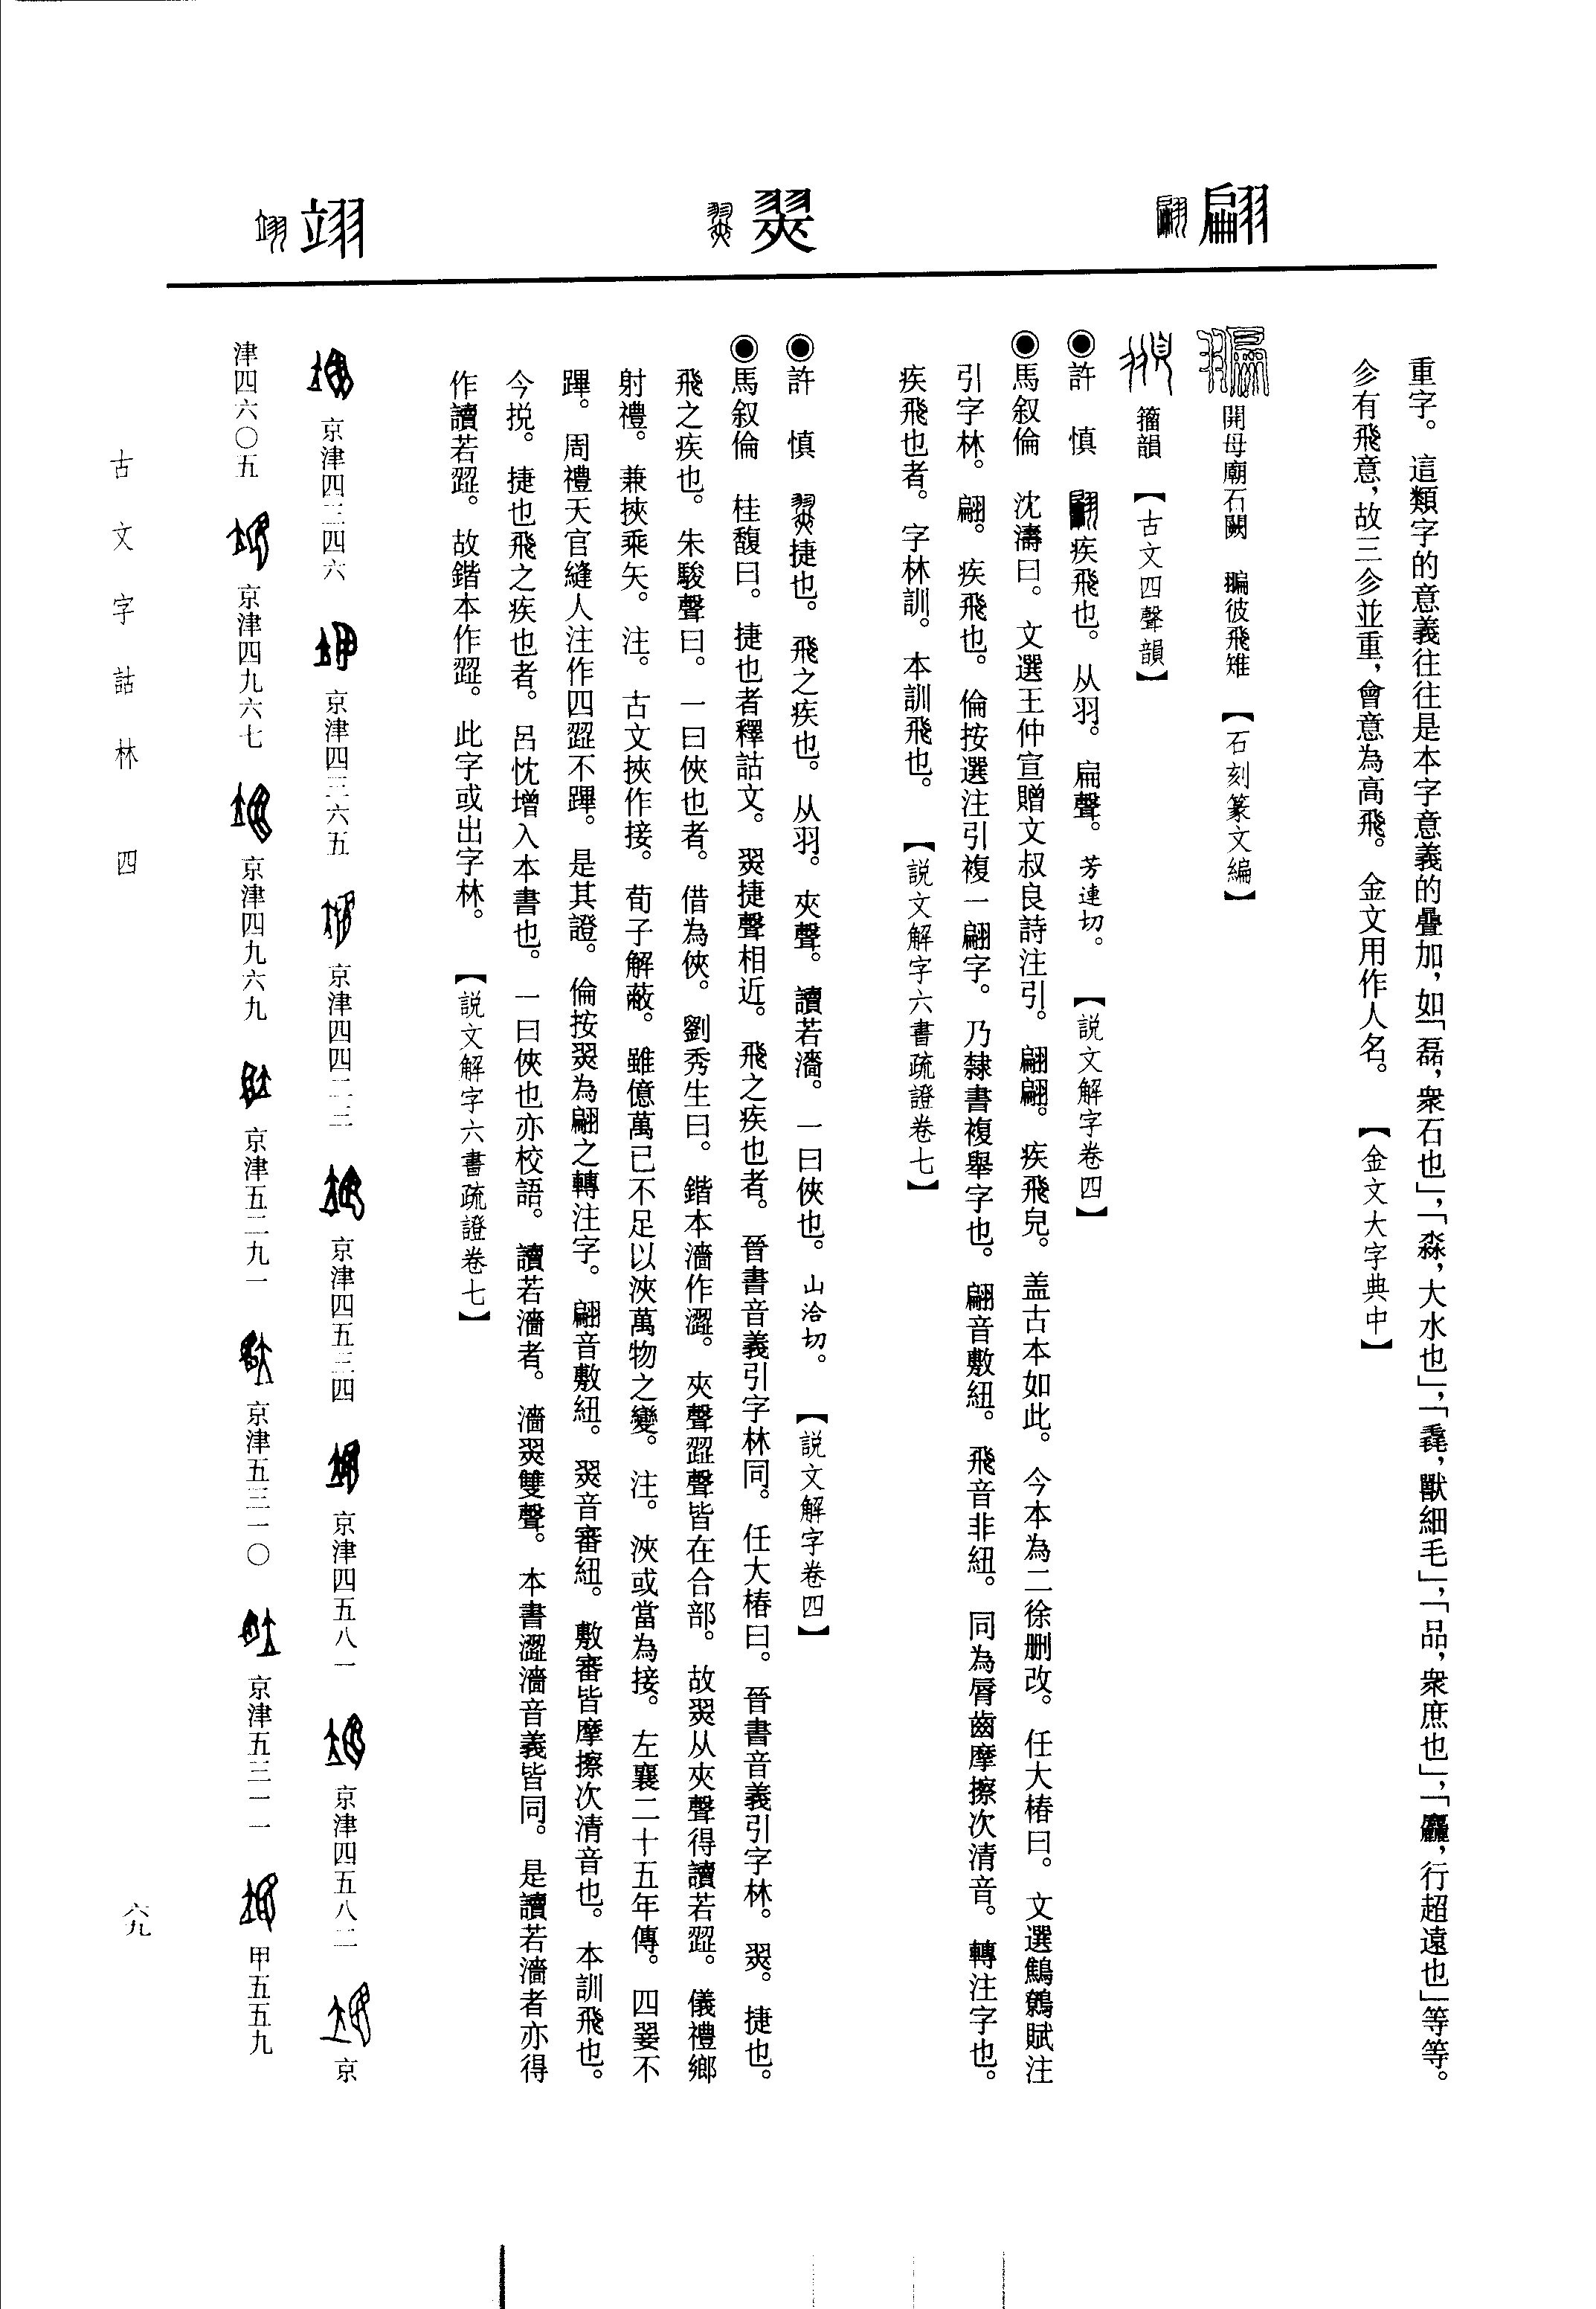 翩
翜
翊
重字。這類字的意義往往是本字意義的疊加，如「磊，衆石也」，「淼，大水也」，「毳，獸細毛」，「品，衆庶也」，「麤，行超遠也」等等。
㐱有飛意，故三㐱並重，會意為高飛。金文用作人名。【金文大字典中】
開母廟石闕　翩彼飛雉　【石刻篆文編】
籀韻　【古文四聲韻】
◉許　慎　疾飛也。从羽。扁聲。芳連切。【説文解字卷四】
◉馬叙倫　沈濤曰。文選王仲宣贈文叔良詩注引。翩翩。疾飛皃。盖古本如此。今本為二徐删改。任大椿曰。文選鷦鷯賦注
引字林。翩。疾飛也。倫按選注引複一翩字。乃隸書複舉字也。翩音敷紐。飛音非紐。同為脣齒摩擦次清音。轉注字也。
疾飛也者。字林訓。本訓飛也。【説文解字六書疏證卷七】
◉許　慎　捷也。飛之疾也。从羽。夾聲。讀若濇。一曰俠也。山洽切。【説文解字卷四】
◉馬叙倫　桂馥曰。捷也者釋詁文。翜捷聲相近。飛之疾也者。晉書音義引字林同。任大椿曰。晉書音義引字林。翜。捷也。
飛之疾也。朱駿聲曰。一曰俠也者。借為俠。劉秀生曰。鍇本濇作澀。夾聲歰聲皆在合部。故翜从夾聲得讀若歰。儀禮鄉
射禮。兼挾乘矢。注。古文挾作接。荀子解蔽。雖億萬已不足以浹萬物之變。注。浹或當為接。左襄二十五年傳。四翣不
蹕。周禮天官縫人注作四歰不蹕。是其證。倫按翜為翩之轉注字。翩音敷紐。翜音審紐。敷審皆摩擦次清音也。本訓飛也。
今挩。捷也飛之疾也者。呂忱增入本書也。一曰俠也亦校語。讀若濇者。濇翜雙聲。本書澀濇音義皆同。是讀若濇者亦得
作讀若歰。故鍇本作歰。此字或出字林。【説文解字六書疏證卷七】
京津四三四六　京津四三六五　京津四四二三　京津四五三四　京津四五八一　京津四五八二　京
津四六〇五　京津四九六七　京津四九六九　京津五二九一　京津五三一〇　京津五三一一　甲五五九
古文字詁林　四
六九